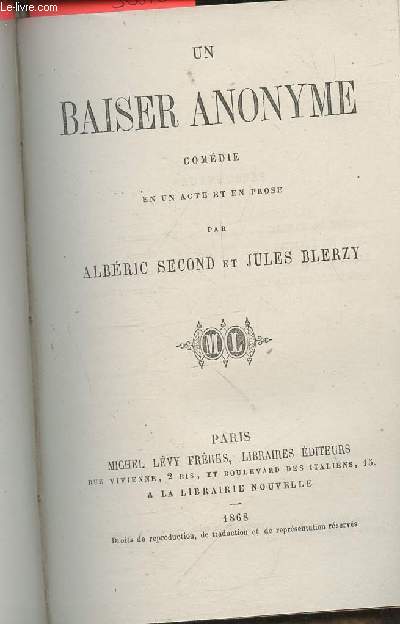 Le-livre.com
UN
BAISER ANONYME
COMÉDIE
EN UN ACTE ET EN PROSE
PAR
ALBÉRIC SECOND ET JULES BLERZY
ML
PARIS
MICHEL LÉVY FRÈRES, LIBRAIRES ÉDITEURS
RUE VIVIENNE, 2 BIS, ET BOULEVARD DES ITALIENS, 15.
A LA LIBRAIRIE NOUVELLE
1868
Droits de reproduction, de traduction et de représentation réservés